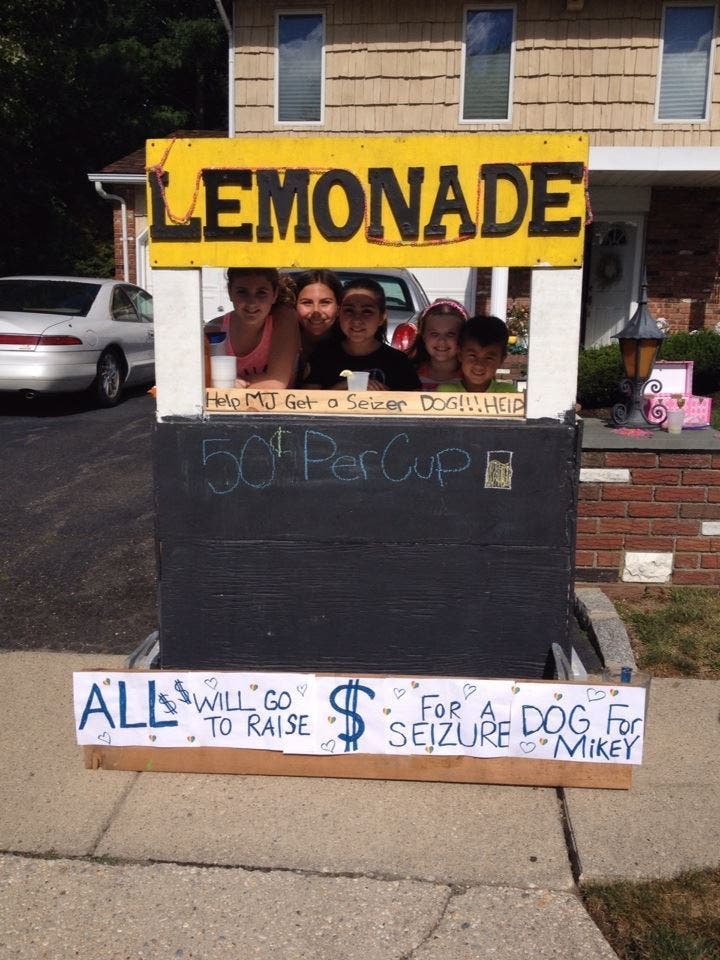 LEMONADE
Help MJ Get a Seizer DOG!!! HElP
50¢ Per Cup
ALL $$ WILL GO TO RAISE $ FOR A SEIZURE DOG FOR MiKEY